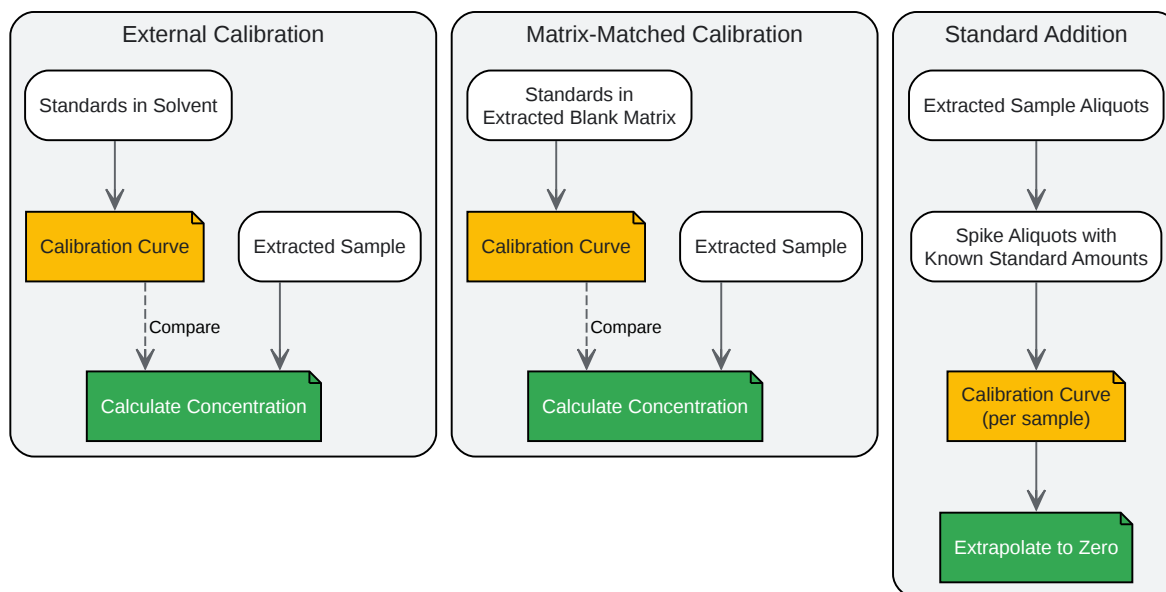 External Calibration
Standards in Solvent
Calibration Curve
Extracted Sample
Compare
Calculate Concentration
Matrix-Matched Calibration
Standards in
Extracted Blank Matrix
Calibration Curve
Extracted Sample
Compare
Calculate Concentration
Standard Addition
Extracted Sample Aliquots
Spike Aliquots with
Known Standard Amounts
Calibration Curve
(per sample)
Extrapolate to Zero